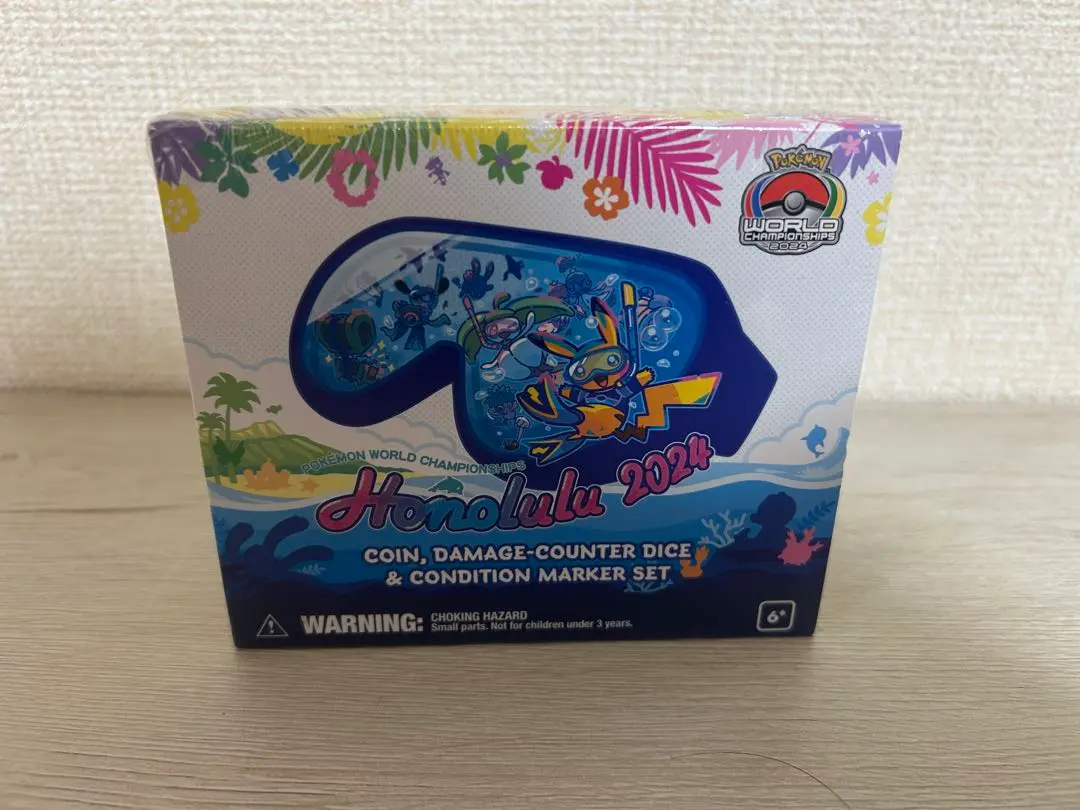 POKÉMON
WORLD
CHAMPIONSHIPS
2024
POKÉMON WORLD CHAMPIONSHIPS
Honolulu 2024
COIN, DAMAGE-COUNTER DICE
& CONDITION MARKER SET
WARNING: CHOKING HAZARD
Small parts. Not for children under 3 years.
6+